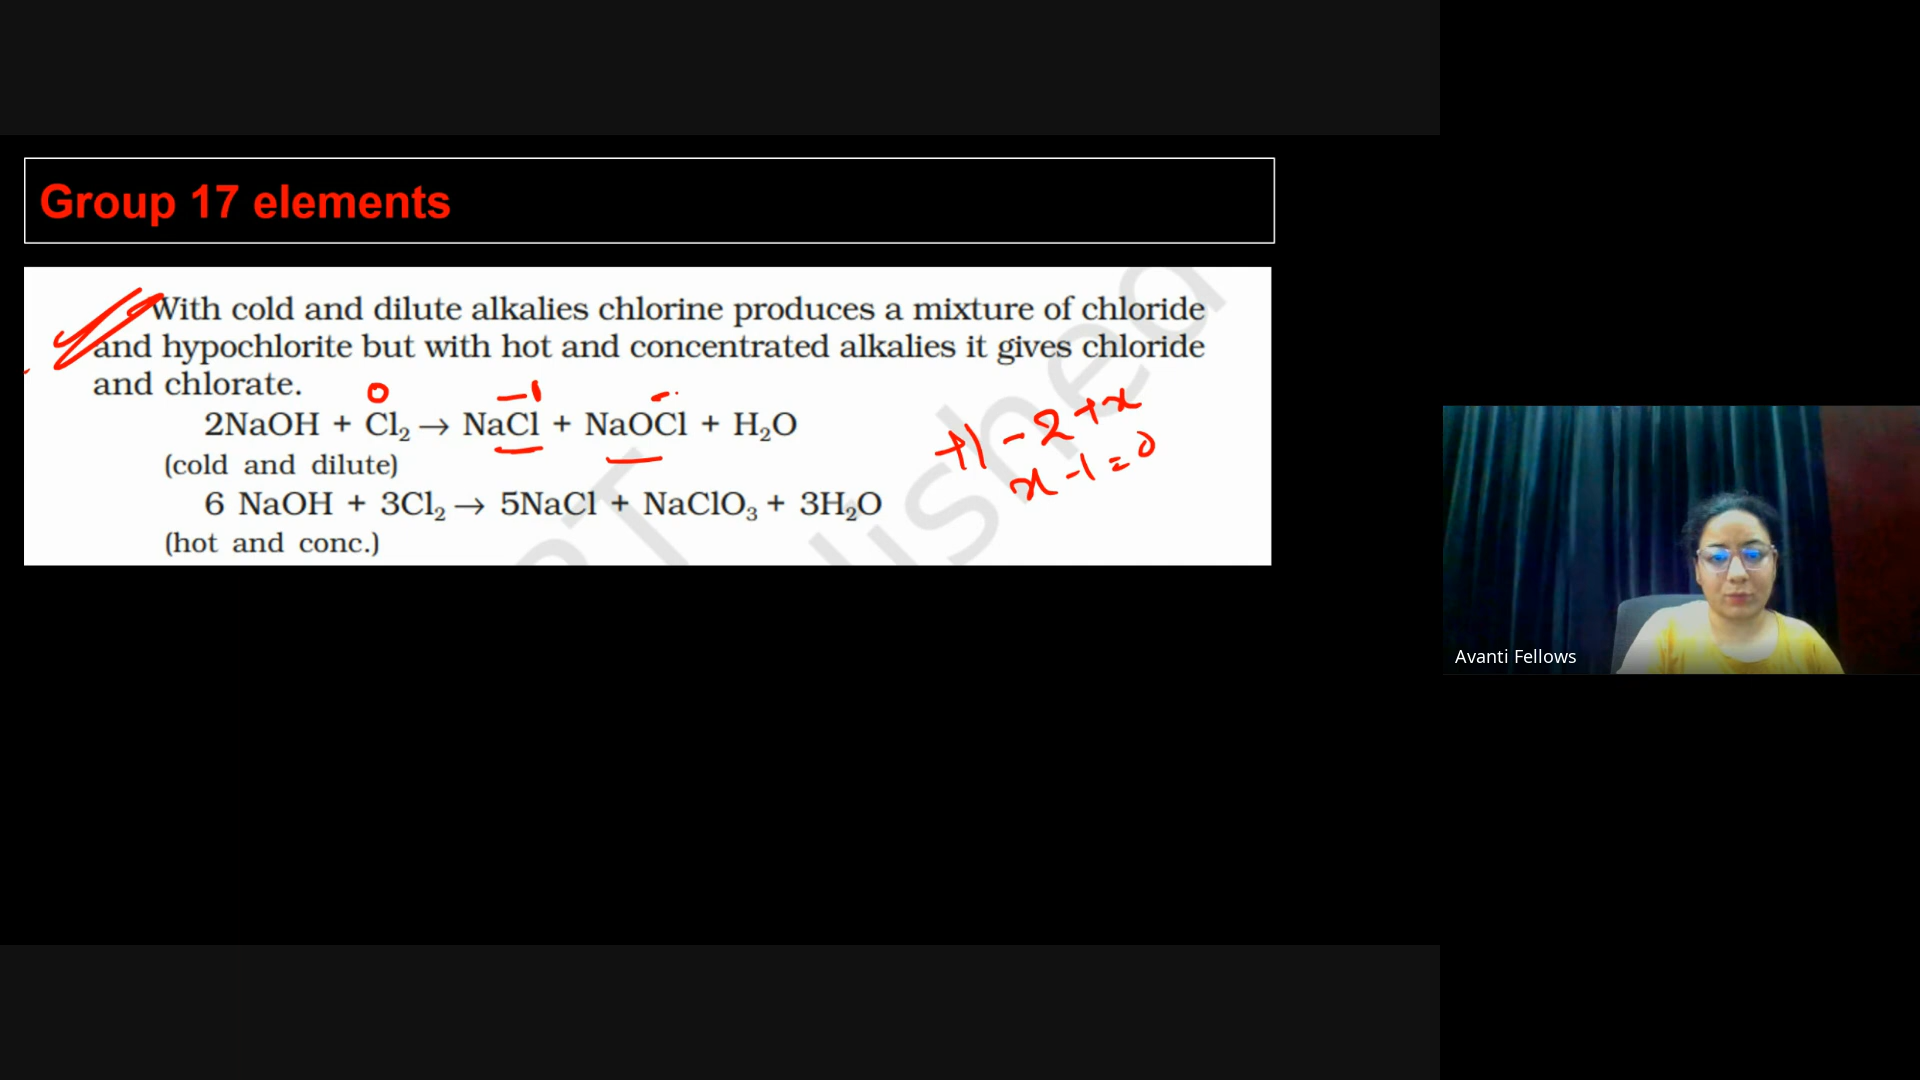 Group 17 elements
With cold and dilute alkalies chlorine produces a mixture of chloride
and hypochlorite but with hot and concentrated alkalies it gives chloride
and chlorate.
0 -1 -
2NaOH + Cl₂ → NaCl + NaOCl + H₂O
(cold and dilute)
6 NaOH + 3Cl₂ → 5NaCl + NaClO₃ + 3H₂O
(hot and conc.)
+1 -2 +x
x -1 = 0
lished
Avanti Fellows